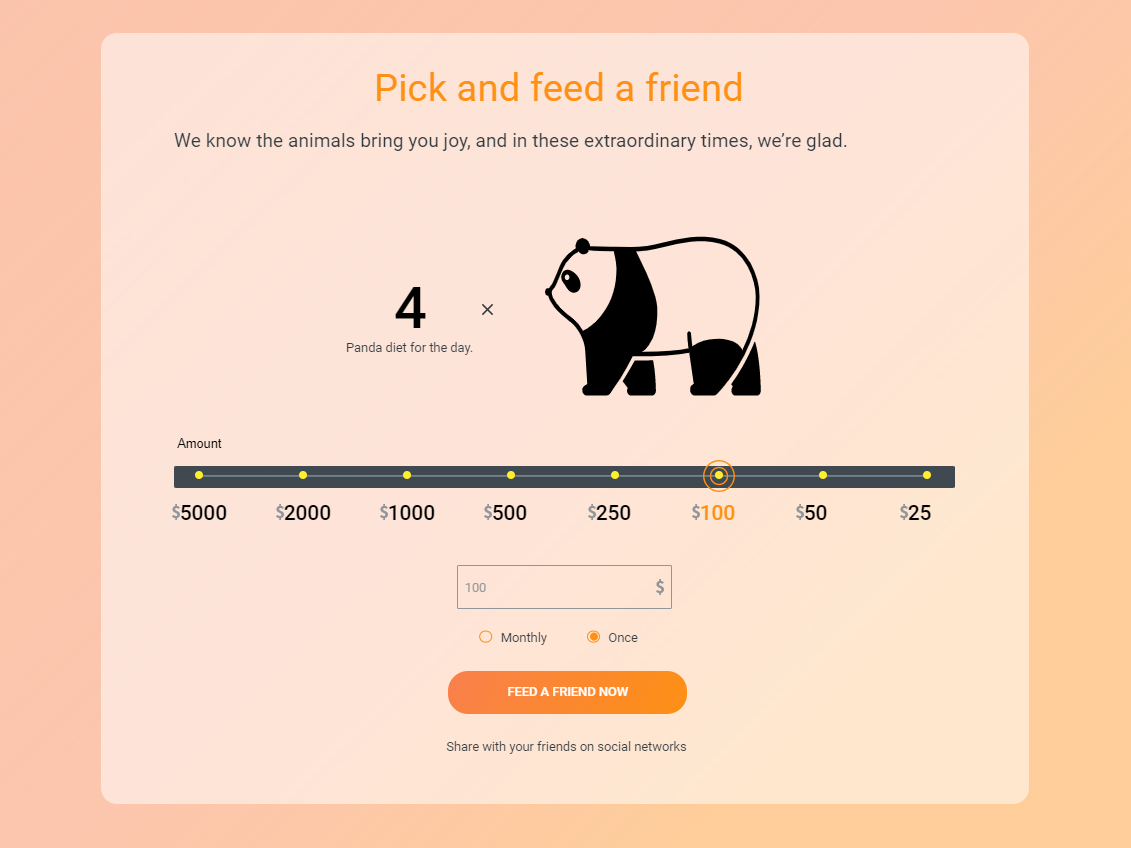 Pick and feed a friend
We know the animals bring you joy, and in these extraordinary times, we’re glad.
4 ×
Panda diet for the day.
Amount
$5000 $2000 $1000 $500 $250 $100 $50 $25
100 $
Monthly Once
FEED A FRIEND NOW
Share with your friends on social networks